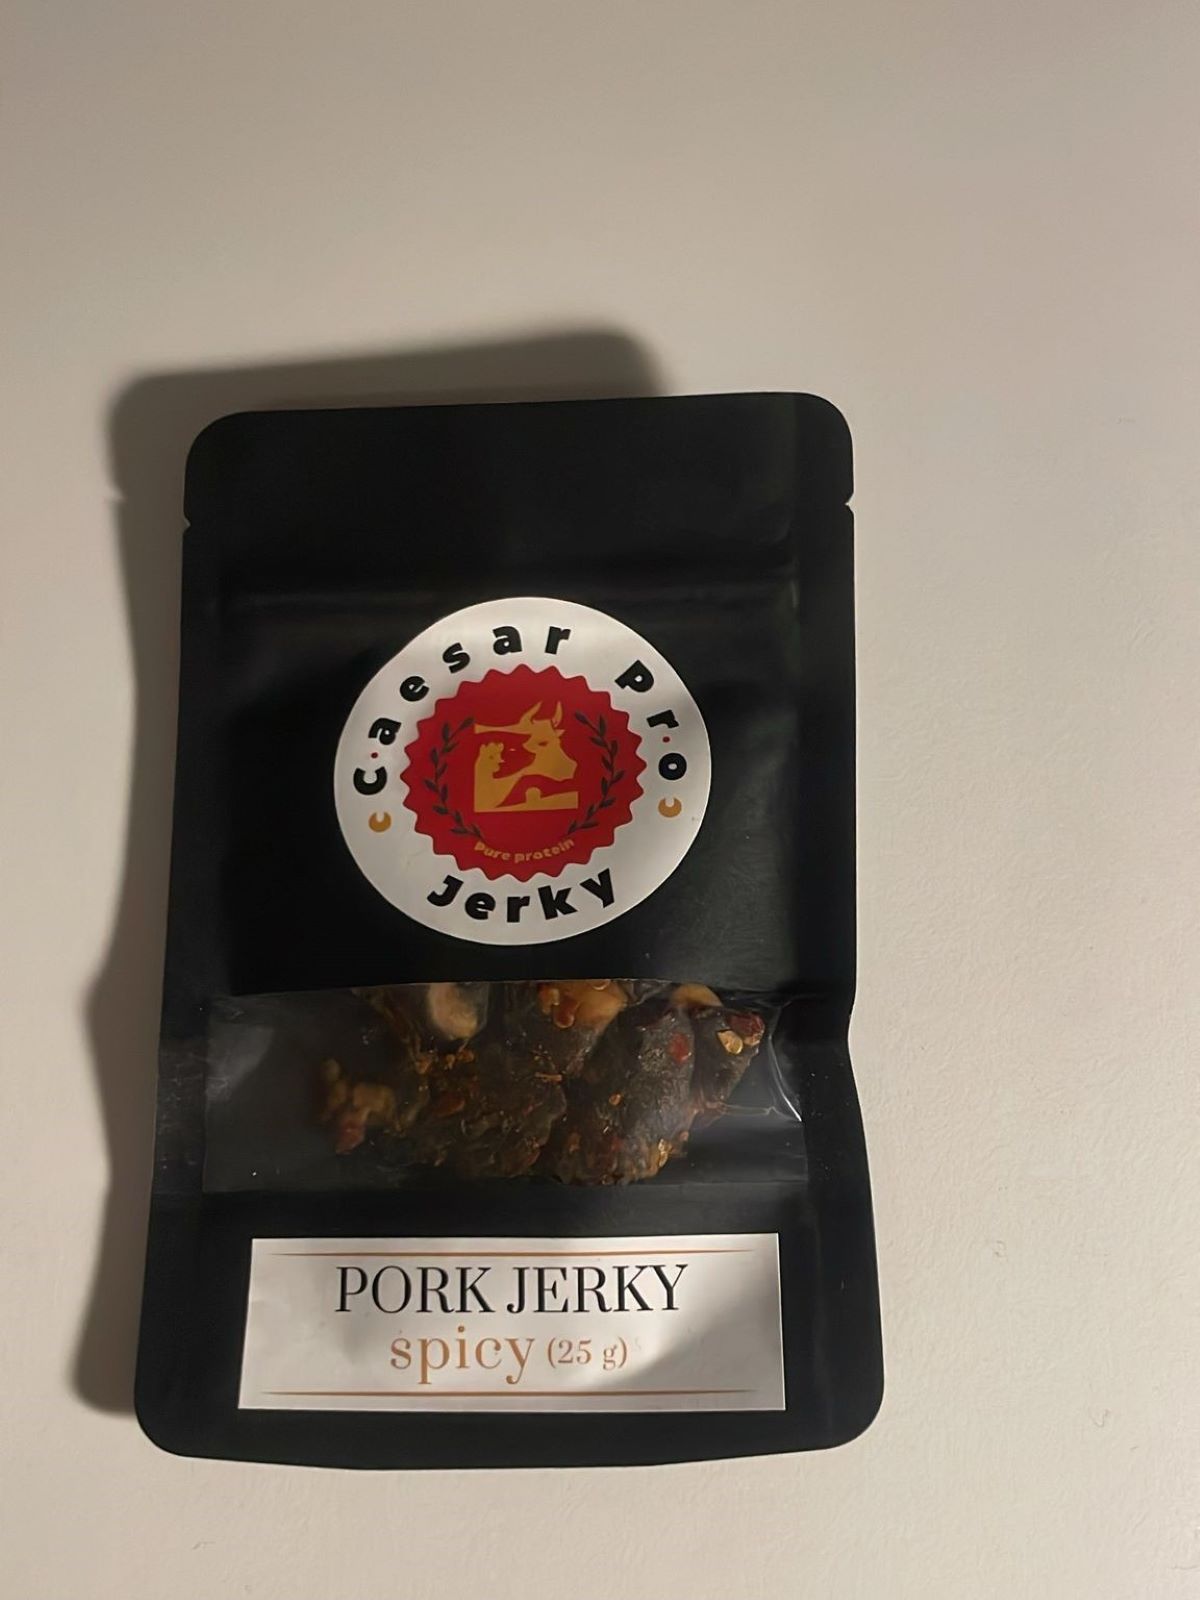 Caesar Pro
Pure protein
Jerky
PORK JERKY
spicy (25 g)